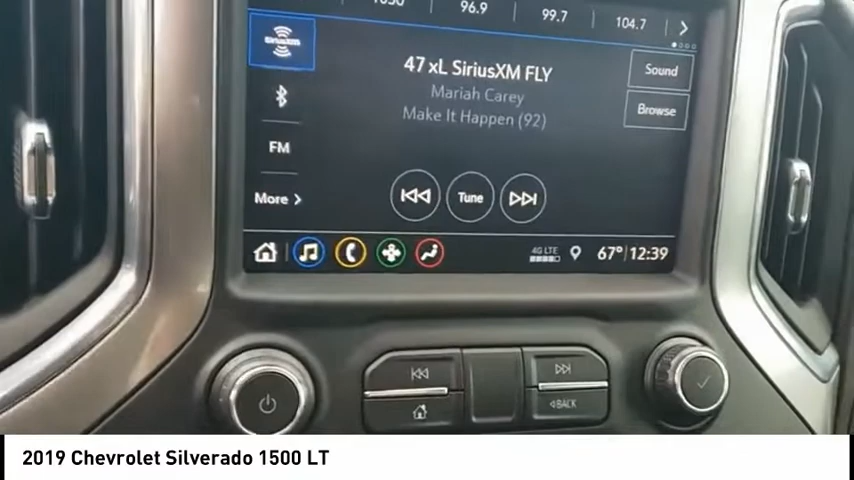 96.9 99.7 104.7
SiriusXM
47 xL SiriusXM FLY
Mariah Carey
Make It Happen (92)
Sound
Browse
FM
More
Tune
4G LTE
67° 12:39
BACK
2019 Chevrolet Silverado 1500 LT